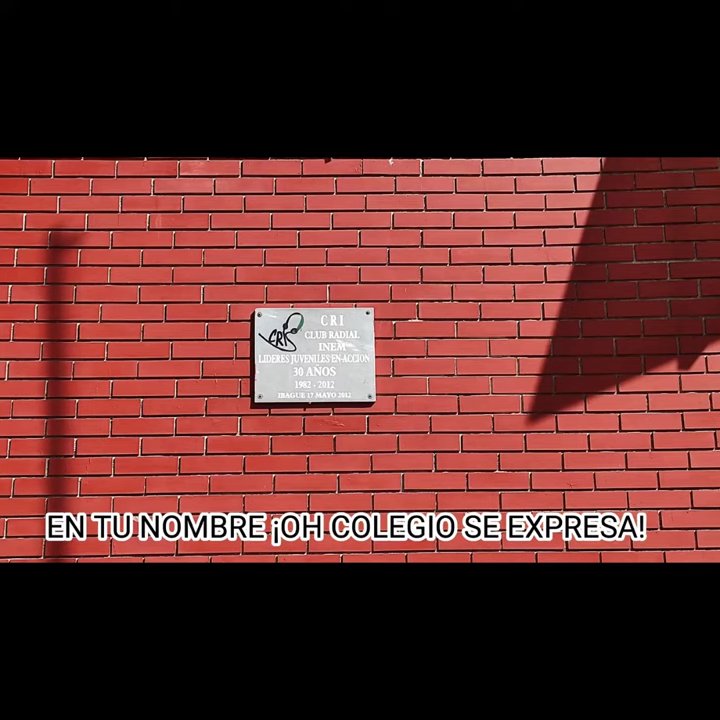 CRI
CRI
CLUB RADIAL
INEM
LIDERES JUVENILES EN ACCION
30 AÑOS
1982 - 2012
IBAGUE 17 MAYO 2012
EN TU NOMBRE ¡OH COLEGIO SE EXPRESA!